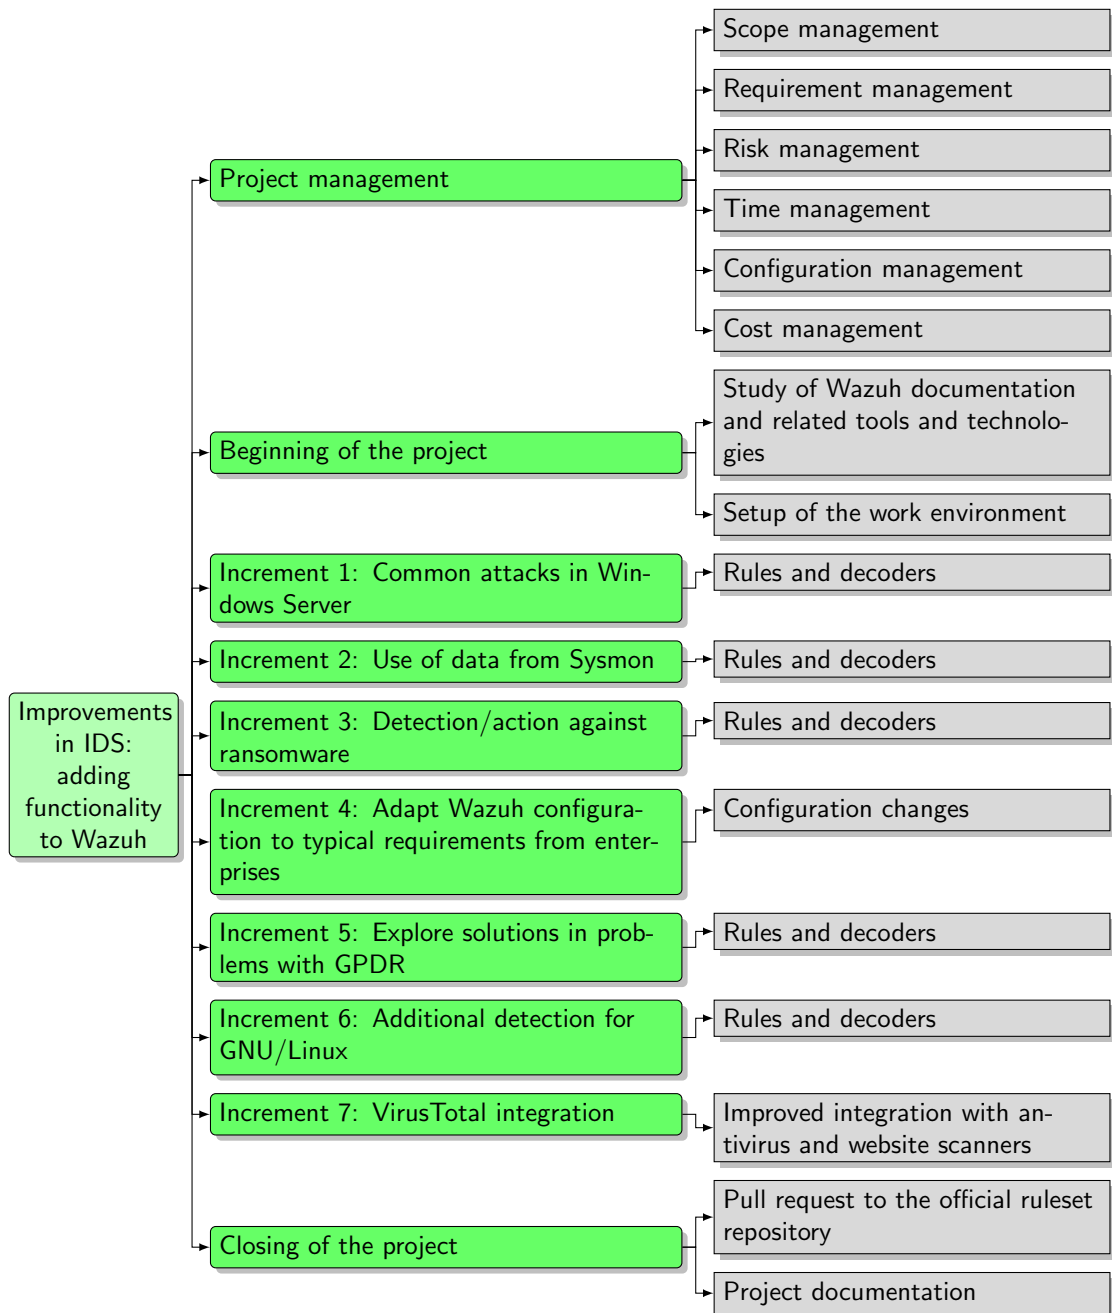 Scope management
Requirement management
Risk management
Project management
Time management
Configuration management
Cost management
Study of Wazuh documentation
and related tools and technolo-
gies
Beginning of the project
Setup of the work environment
Increment 1: Common attacks in Win-
dows Server
Rules and decoders
Increment 2: Use of data from Sysmon
Rules and decoders
Improvements
in IDS:
adding
functionality
to Wazuh
Increment 3: Detection/action against
ransomware
Rules and decoders
Increment 4: Adapt Wazuh configura-
tion to typical requirements from enter-
prises
Configuration changes
Increment 5: Explore solutions in prob-
lems with GPDR
Rules and decoders
Increment 6: Additional detection for
GNU/Linux
Rules and decoders
Increment 7: VirusTotal integration
Improved integration with an-
tivirus and website scanners
Pull request to the official ruleset
repository
Closing of the project
Project documentation